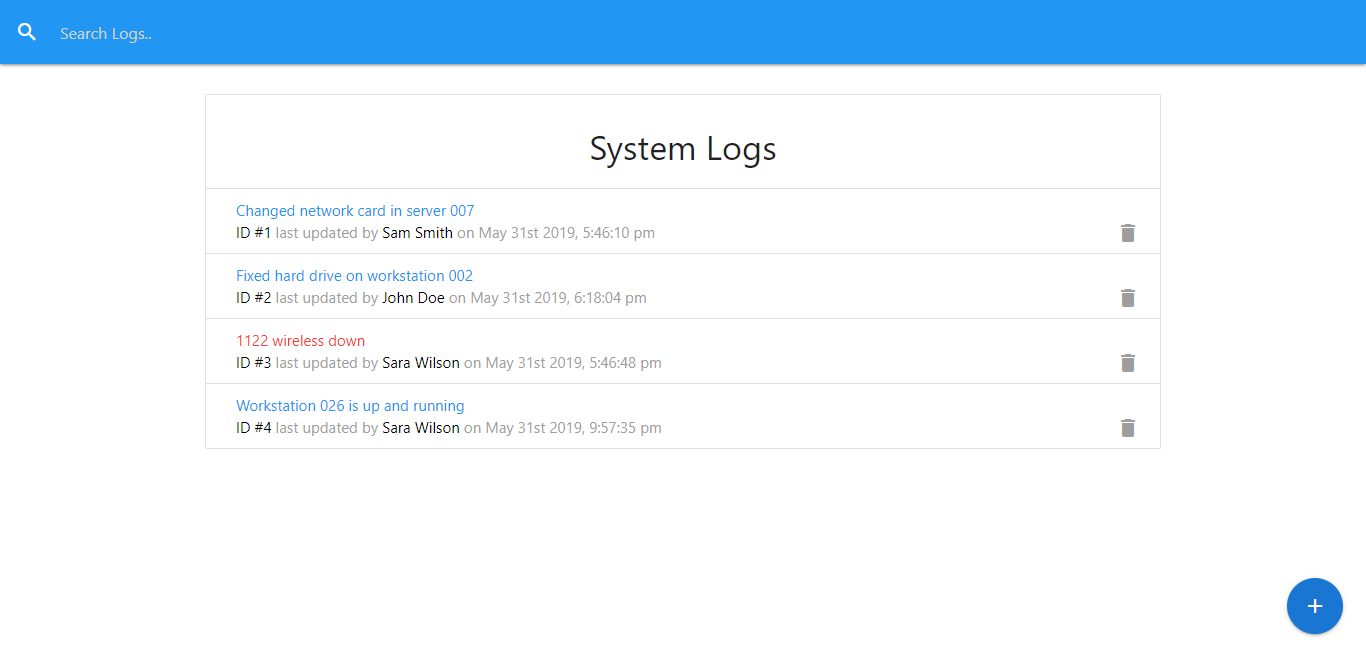 Search Logs..
System Logs
Changed network card in server 007
ID #1 last updated by Sam Smith on May 31st 2019, 5:46:10 pm
Fixed hard drive on workstation 002
ID #2 last updated by John Doe on May 31st 2019, 6:18:04 pm
1122 wireless down
ID #3 last updated by Sara Wilson on May 31st 2019, 5:46:48 pm
Workstation 026 is up and running
ID #4 last updated by Sara Wilson on May 31st 2019, 9:57:35 pm